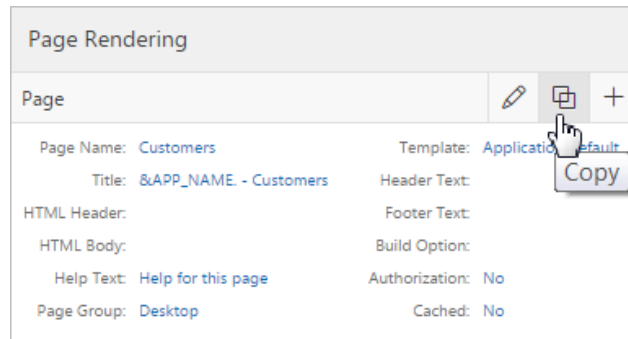 Page Rendering
Page
Page Name: Customers Template: Application Default
Title: &APP_NAME. - Customers Header Text:
Copy
HTML Header: Footer Text:
HTML Body: Build Option:
Help Text: Help for this page Authorization: No
Page Group: Desktop Cached: No